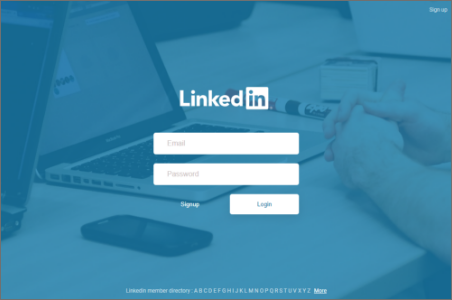 Sign up
Linkedin
Email
Password
Signup Login
Linkedin member directory: A B C D E F G H I J K L M N O P Q R S T U V X Y Z More